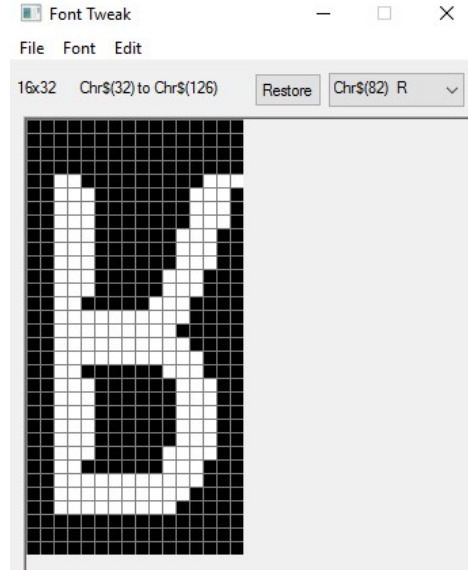 Font Tweak
File Font Edit
16x32 Chr$(32) to Chr$(126) Restore Chr$(82) R